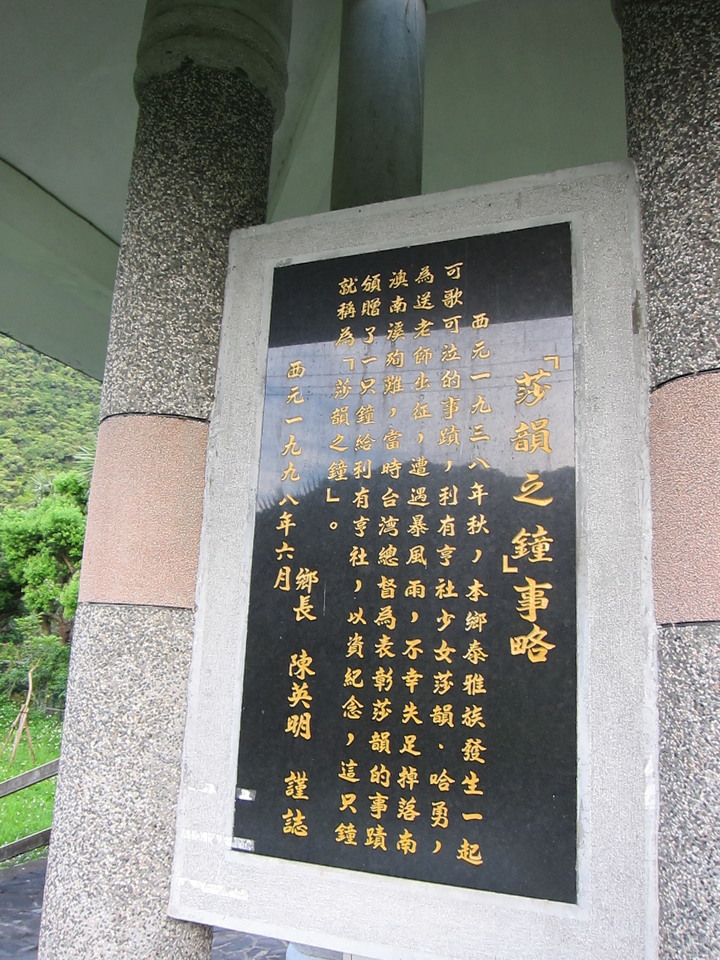 「莎韻之鐘」事略
西元一九三八年秋，本鄉泰雅族發生一起
可歌可泣的事蹟，利有亨社少女莎韻．哈勇，
為送老師出征，遭遇暴風雨，不幸失足掉落南
澳南溪殉難，當時台湾總督為表彰莎韻的事蹟
頒贈了一只鐘給利有亨社，以資紀念，這只鐘
就稱為「莎韻之鐘」。
鄉長 陳英明 謹誌
西元一九九八年六月